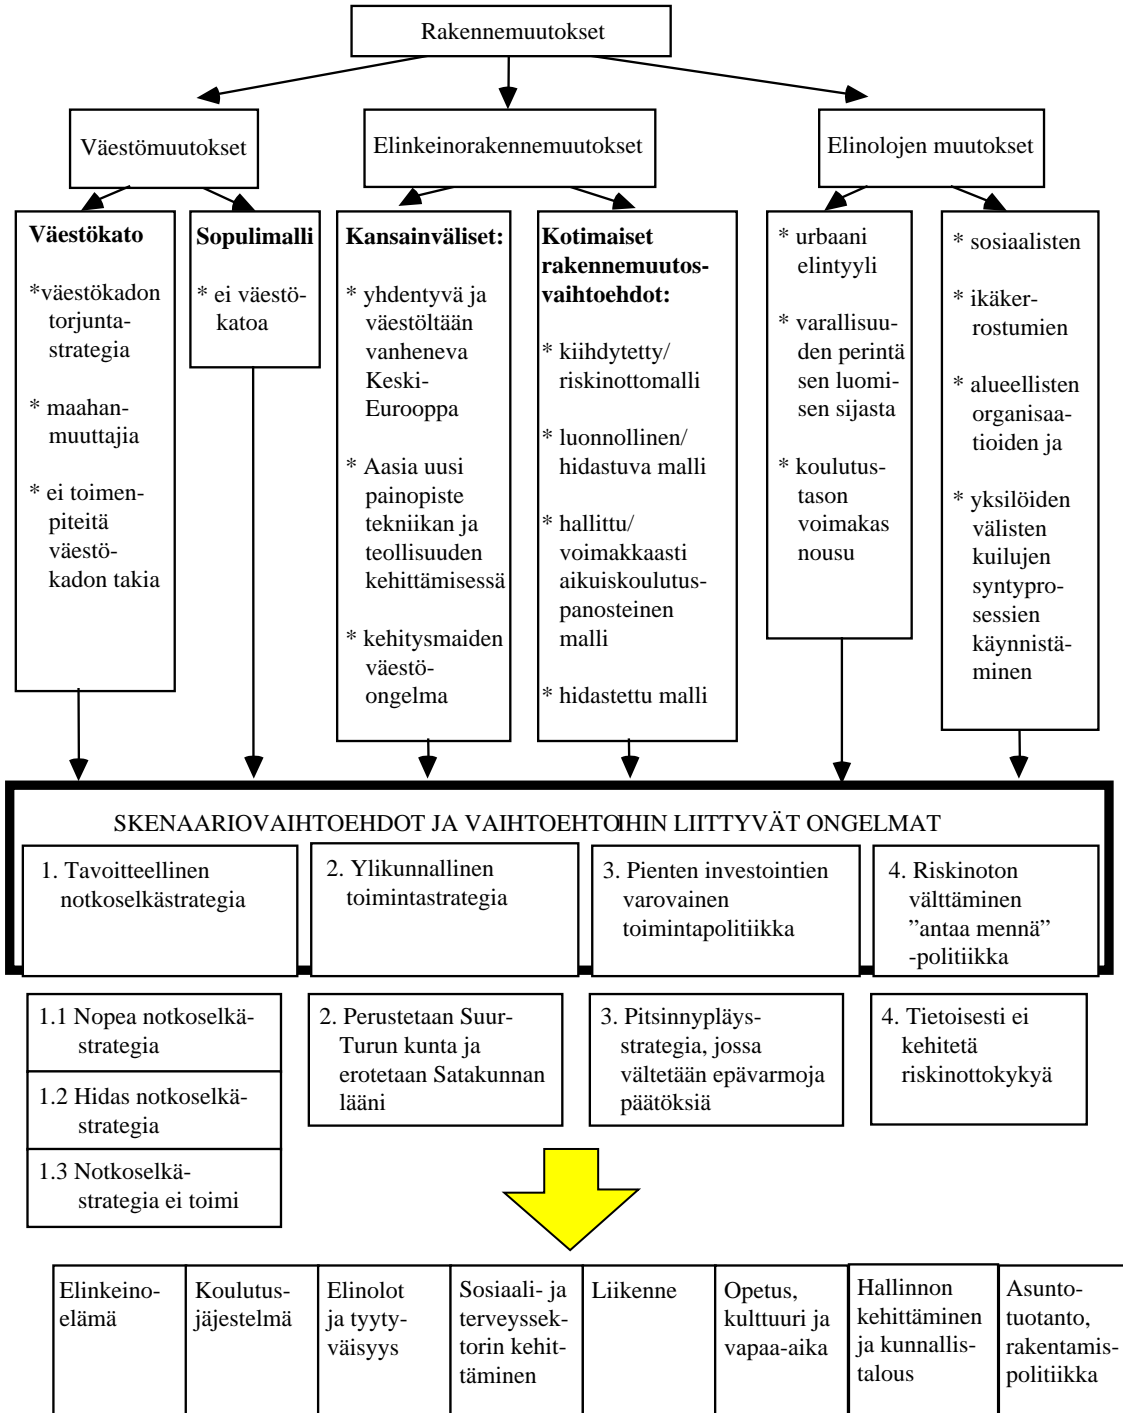 Rakennemuutokset
Väestömuutokset
Elinkeinorakennemuutokset
Elinolojen muutokset
Väestökato
*väestökadon
torjunta-
strategia
* maahan-
muuttajia
* ei toimen-
piteitä
väestö-
kadon takia
Sopulimalli
* ei väestö-
katoa
Kansainväliset:
* yhdentyvä ja
väestöltään
vanheneva
Keski-
Eurooppa
* Aasia uusi
painopiste
tekniikan ja
teollisuuden
kehittämisessä
* kehitysmaiden
väestö-
ongelma
Kotimaiset
rakennemuutos-
vaihtoehdot:
* kiihdytetty/
riskinottomalli
* luonnollinen/
hidastuva malli
* hallittu/
voimakkaasti
aikuiskoulutus-
panosteinen
malli
* hidastettu malli
* urbaani
elintyyli
* varallisuu-
den perintä
sen luomi-
sen sijasta
* koulutus-
tason
voimakas
nousu
* sosiaalisten
* ikäker-
rostumien
* alueellisten
organisaa-
tioiden ja
* yksilöiden
välisten
kuilujen
syntypro-
sessien
käynnistä-
minen
SKENAARIOVAIHTOEHDOT JA VAIHTOEHTOIHIN LIITTYVÄT ONGELMAT
1. Tavoitteellinen
notkoselkästrategia
2. Ylikunnallinen
toimintastrategia
3. Pienten investointien
varovainen
toimintapolitiikka
4. Riskinoton
välttäminen
”antaa mennä”
-politiikka
1.1 Nopea notkoselkä-
strategia
1.2 Hidas notkoselkä-
strategia
1.3 Notkoselkä-
strategia ei toimi
2. Perustetaan Suur-
Turun kunta ja
erotetaan Satakunnan
lääni
3. Pitsinnypläys-
strategia, jossa
vältetään epävarmoja
päätöksiä
4. Tietoisesti ei
kehitetä
riskinottokykyä
Elinkeino-
elämä
Koulutus-
järjestelmä
Elinolot
ja tyyty-
väisyys
Sosiaali- ja
terveyssek-
torin kehit-
täminen
Liikenne
Opetus,
kulttuuri ja
vapaa-aika
Hallinnon
kehittäminen
ja kunnallis-
talous
Asunto-
tuotanto,
rakentamis-
politiikka